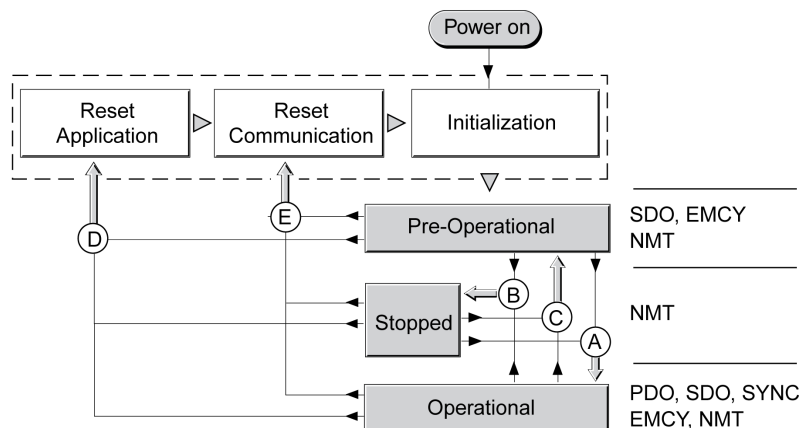 Power on
Reset
Application
Reset
Communication
Initialization
E
D
Pre-Operational
SDO, EMCY
NMT
B
C
A
Stopped
NMT
Operational
PDO, SDO, SYNC
EMCY, NMT